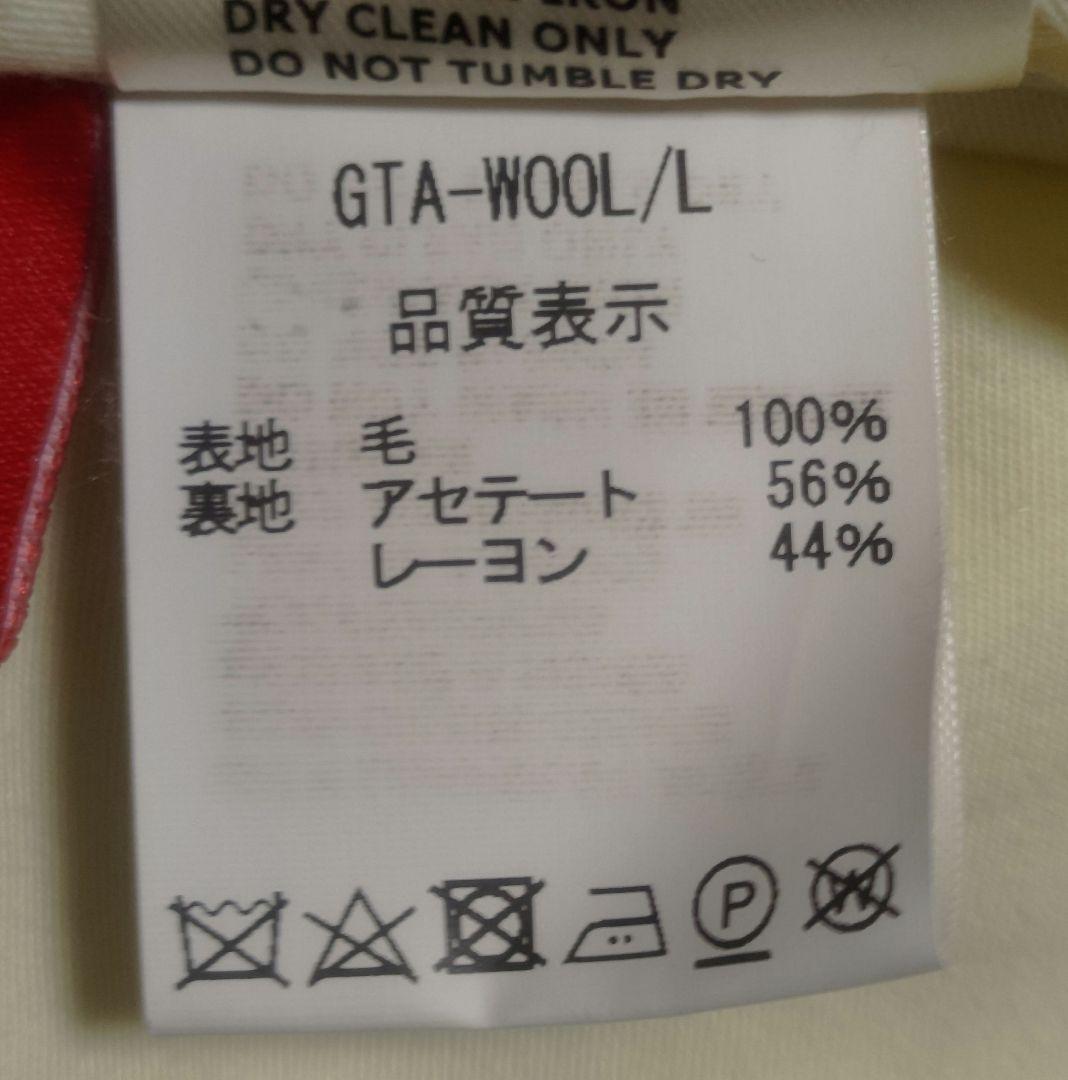 DRY CLEAN ONLY
DO NOT TUMBLE DRY
GTA-WOOL/L
品質表示
表地 毛 100%
裏地 アセテート 56%
レーヨン 44%
P W